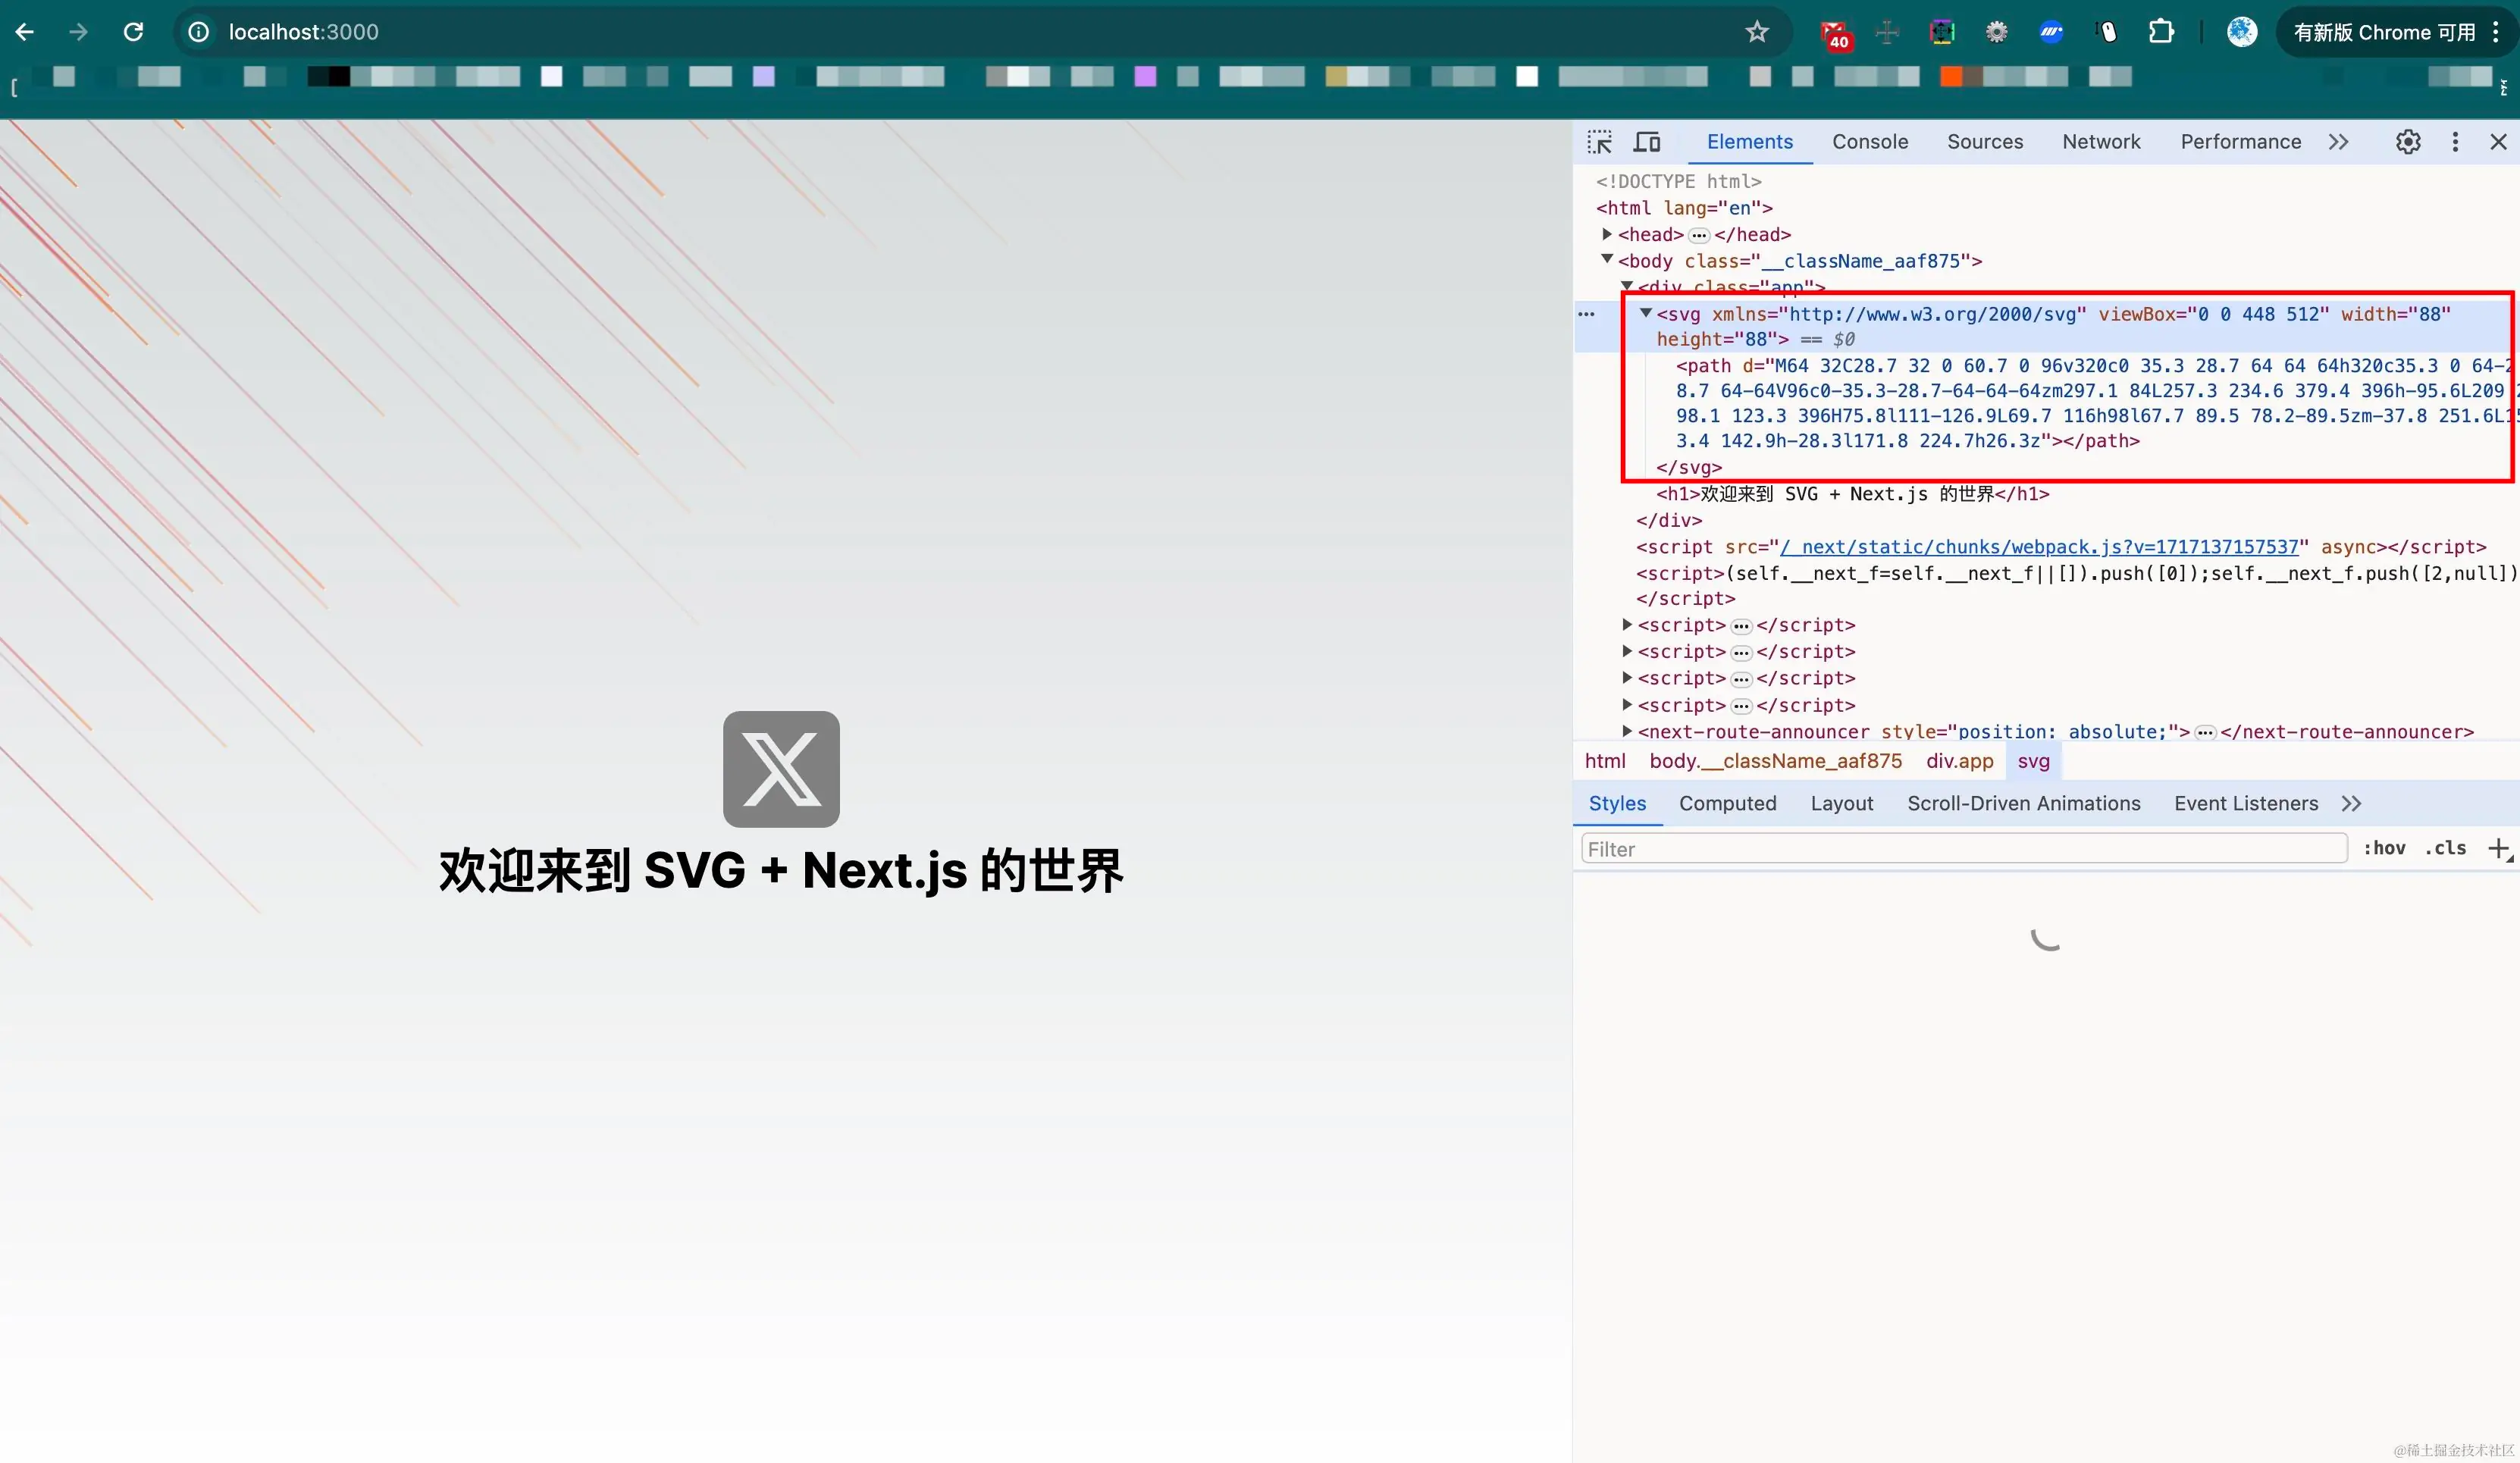 localhost:3000
40
有新版 Chrome 可用
Elements Console Sources Network Performance
<!DOCTYPE html>
<html lang="en">
<head> </head>
<body class="__className_aaf875">
<div class="app">
<svg xmlns="http://www.w3.org/2000/svg" viewBox="0 0 448 512" width="88"
height="88"> == $0
<path d="M64 32C28.7 32 0 60.7 0 96v320c0 35.3 28.7 64 64 64h320c35.3 0 64-2
8.7 64-64V96c0-35.3-28.7-64-64-64zm297.1 84L257.3 234.6 379.4 396h-95.6L209
98.1 123.3 396H75.8l111-126.9L69.7 116h98l67.7 89.5 78.2-89.5zm-37.8 251.6L15
3.4 142.9h-28.3l171.8 224.7h26.3z"></path>
</svg>
<h1>欢迎来到 SVG + Next.js 的世界</h1>
</div>
<script src="/_next/static/chunks/webpack.js?v=1717137157537" async></script>
<script>(self.__next_f=self.__next_f||[]).push([0]);self.__next_f.push([2,null])
</script>
<script> </script>
<script> </script>
<script> </script>
<script> </script>
<next-route-announcer style="position: absolute;"> </next-route-announcer>
html body.__className_aaf875 div.app svg
Styles Computed Layout Scroll-Driven Animations Event Listeners
Filter :hov .cls
欢迎来到 SVG + Next.js 的世界
@稀土掘金技术社区